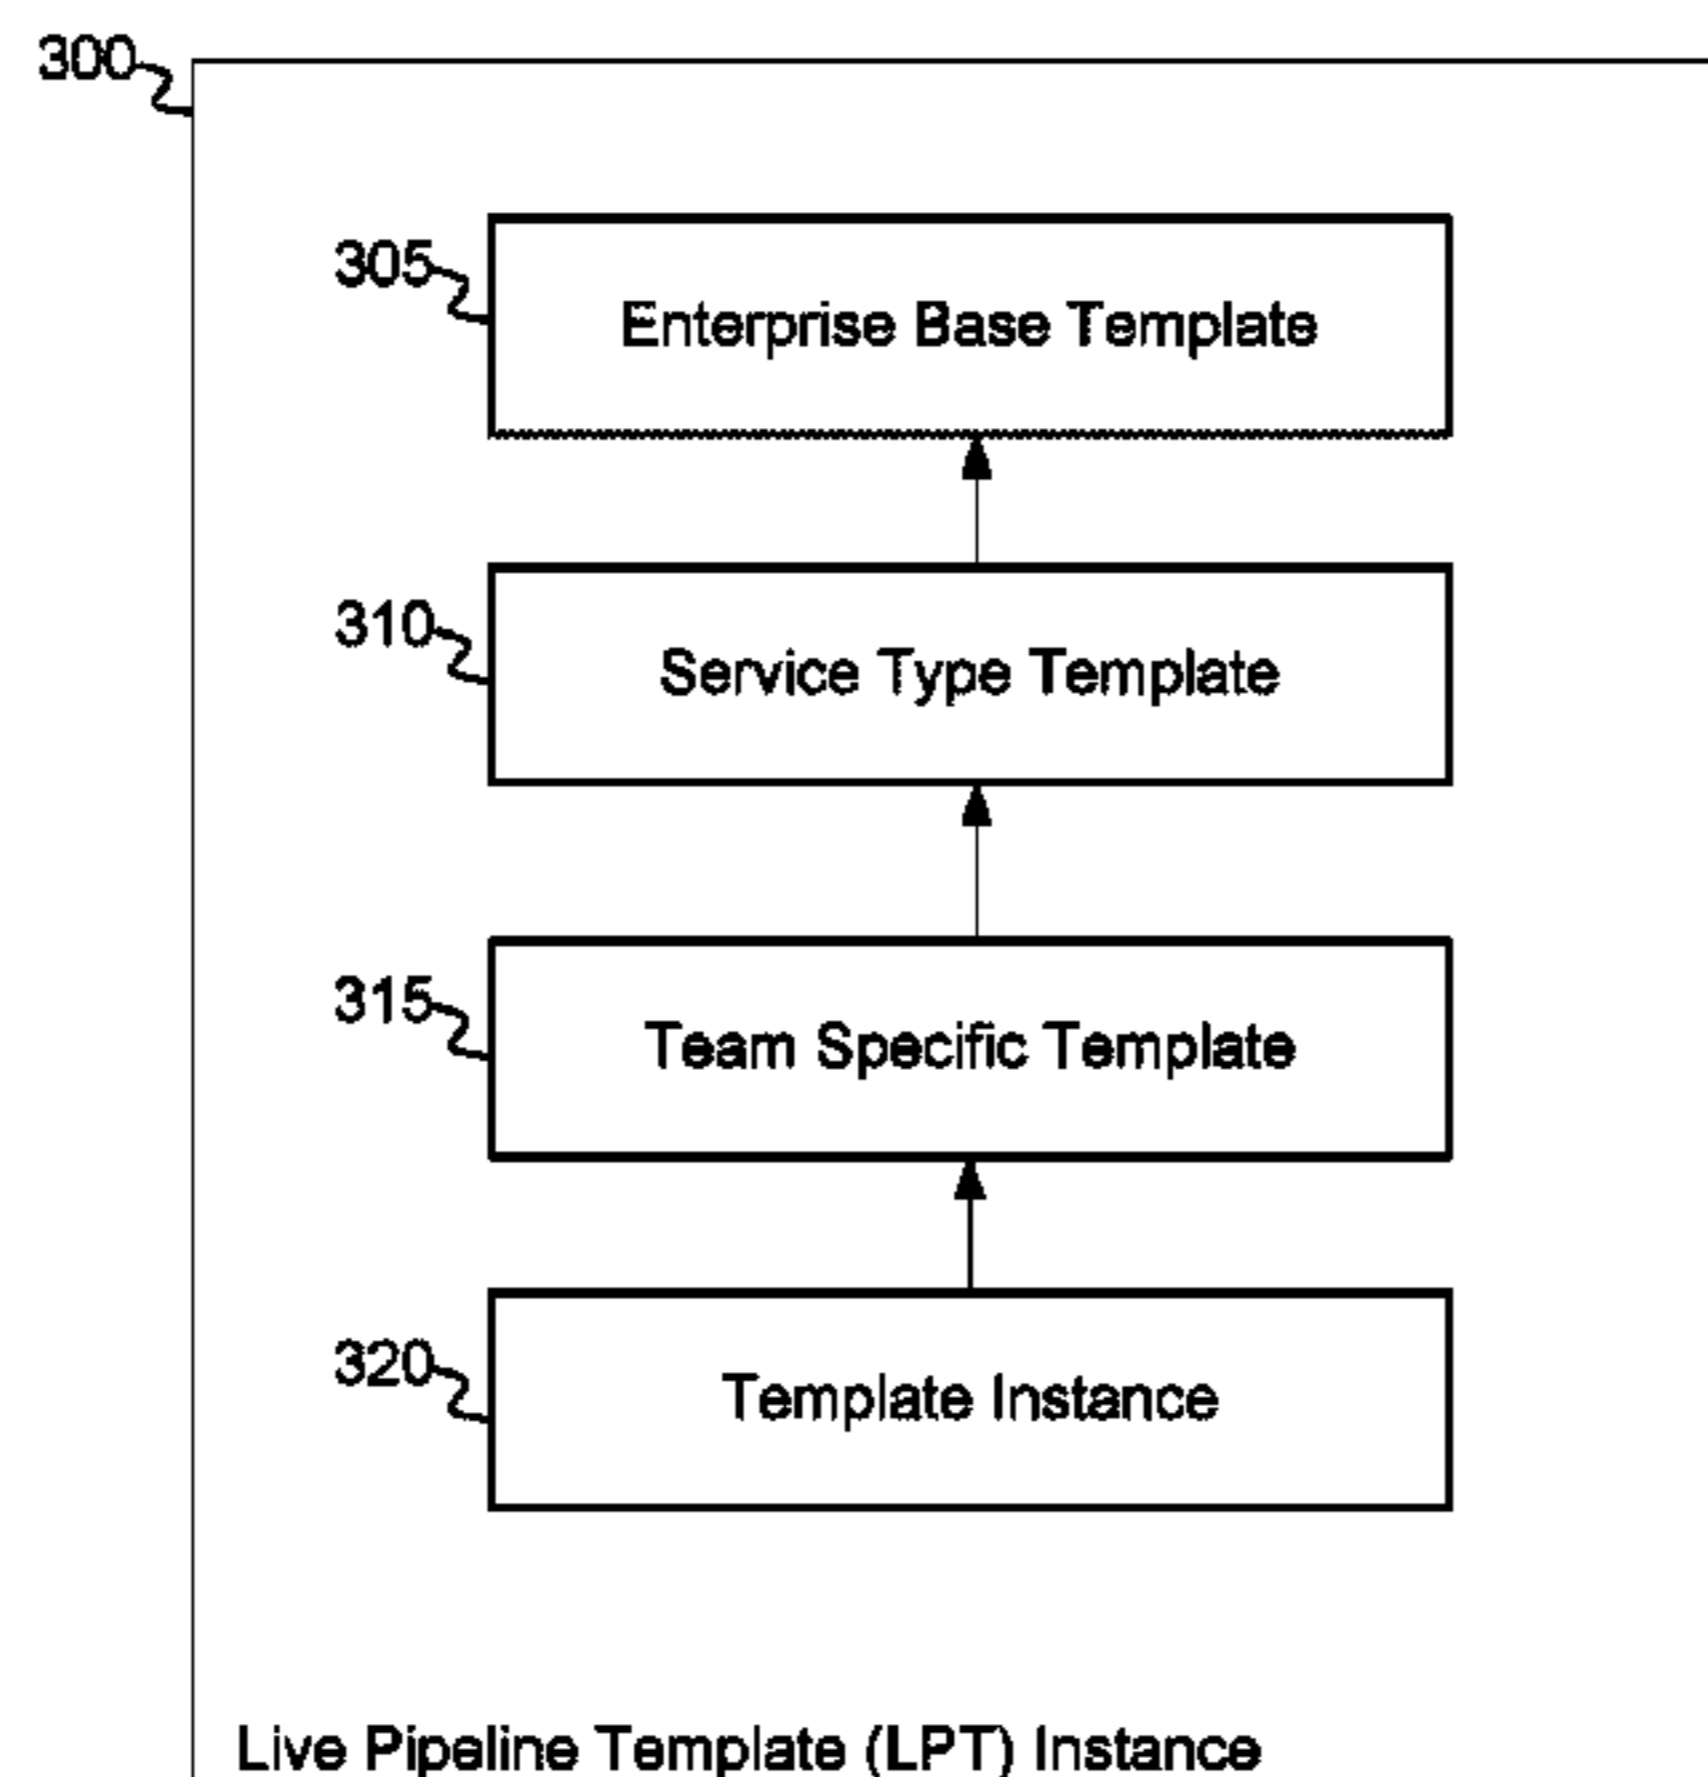 300
305
Enterprise Base Template
310
Service Type Template
315
Team Specific Template
320
Template Instance
Live Pipeline Template (LPT) Instance